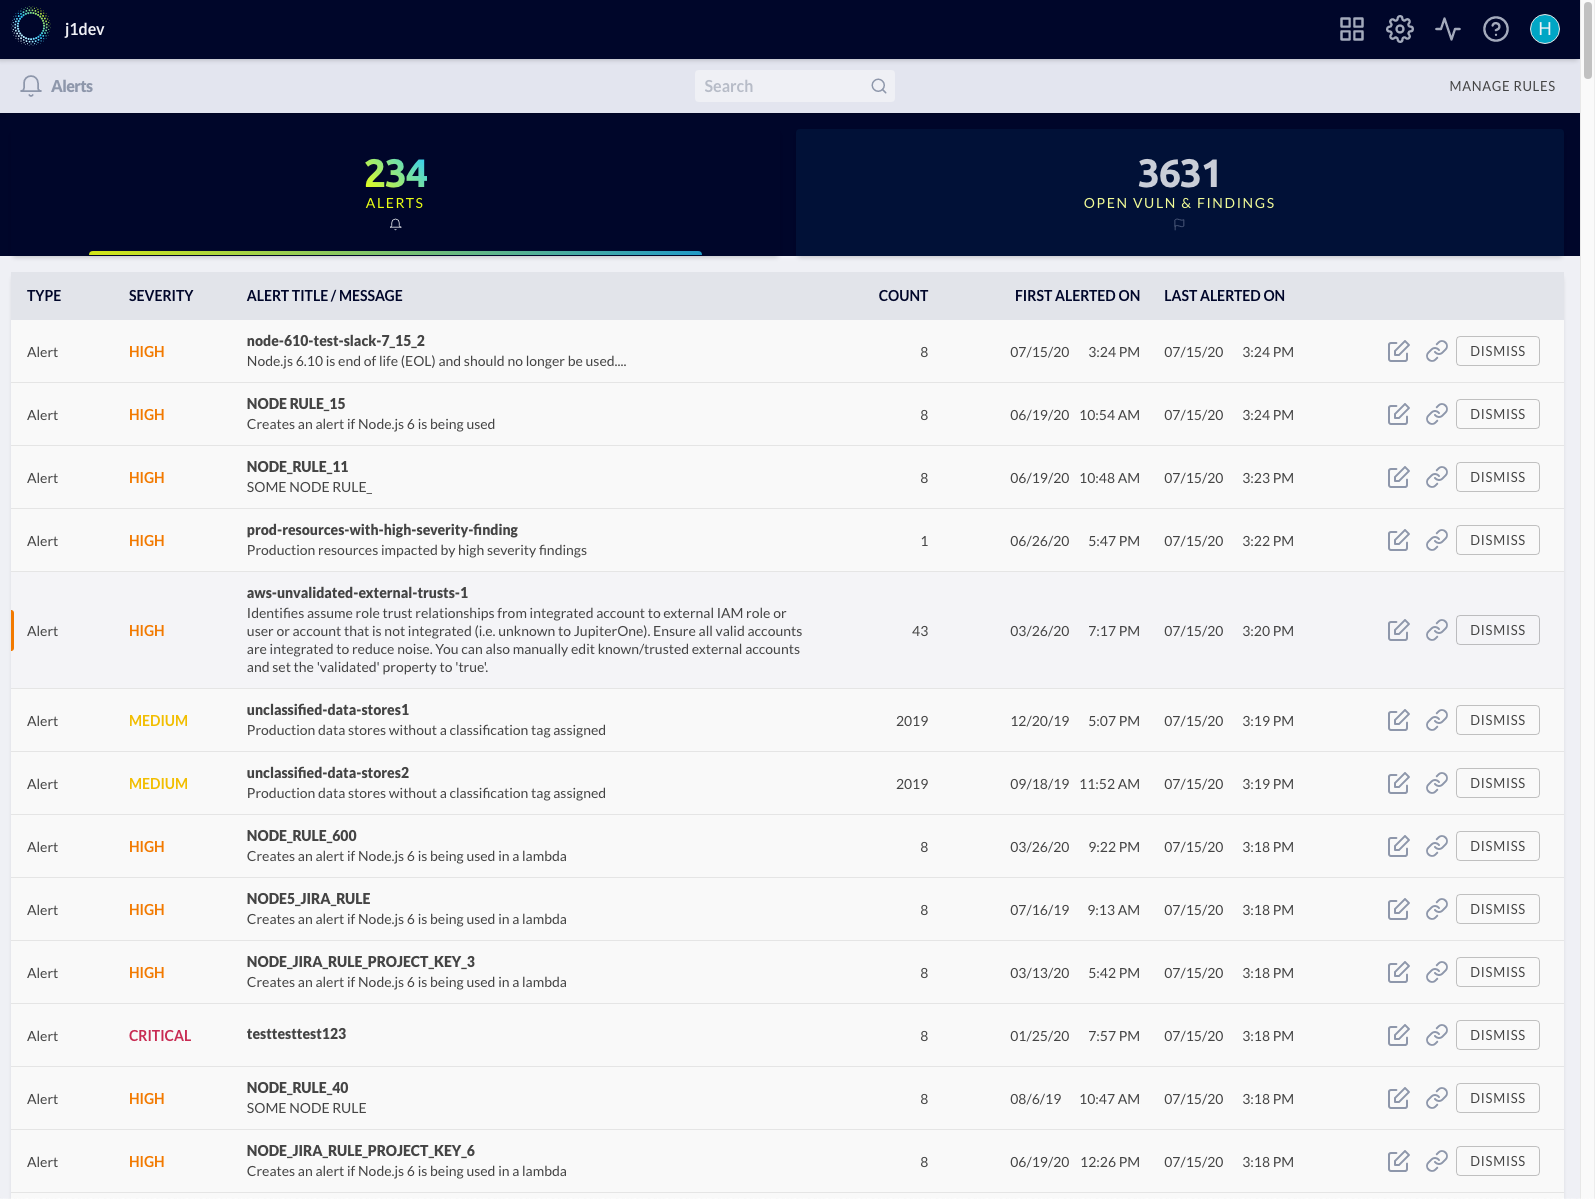 j1dev
H
Alerts
Search
MANAGE RULES
234
ALERTS
3631
OPEN VULN & FINDINGS
TYPE SEVERITY ALERT TITLE / MESSAGE COUNT FIRST ALERTED ON LAST ALERTED ON
node-610-test-slack-7_15_2
Alert HIGH 8 07/15/20 3:24 PM 07/15/20 3:24 PM DISMISS
Node.js 6.10 is end of life (EOL) and should no longer be used....
NODE RULE_15
Alert HIGH 8 06/19/20 10:54 AM 07/15/20 3:24 PM DISMISS
Creates an alert if Node.js 6 is being used
NODE_RULE_11
Alert HIGH 8 06/19/20 10:48 AM 07/15/20 3:23 PM DISMISS
SOME NODE RULE_
prod-resources-with-high-severity-finding
Alert HIGH 1 06/26/20 5:47 PM 07/15/20 3:22 PM DISMISS
Production resources impacted by high severity findings
aws-unvalidated-external-trusts-1
Identifies assume role trust relationships from integrated account to external IAM role or
Alert HIGH user or account that is not integrated (i.e. unknown to JupiterOne). Ensure all valid accounts 43 03/26/20 7:17 PM 07/15/20 3:20 PM DISMISS
are integrated to reduce noise. You can also manually edit known/trusted external accounts
and set the 'validated' property to 'true'.
unclassified-data-stores1
Alert MEDIUM 2019 12/20/19 5:07 PM 07/15/20 3:19 PM DISMISS
Production data stores without a classification tag assigned
unclassified-data-stores2
Alert MEDIUM 2019 09/18/19 11:52 AM 07/15/20 3:19 PM DISMISS
Production data stores without a classification tag assigned
NODE_RULE_600
Alert HIGH 8 03/26/20 9:22 PM 07/15/20 3:18 PM DISMISS
Creates an alert if Node.js 6 is being used in a lambda
NODE5_JIRA_RULE
Alert HIGH 8 07/16/19 9:13 AM 07/15/20 3:18 PM DISMISS
Creates an alert if Node.js 6 is being used in a lambda
NODE_JIRA_RULE_PROJECT_KEY_3
Alert HIGH 8 03/13/20 5:42 PM 07/15/20 3:18 PM DISMISS
Creates an alert if Node.js 6 is being used in a lambda
Alert CRITICAL testtesttest123 8 01/25/20 7:57 PM 07/15/20 3:18 PM DISMISS
NODE_RULE_40
Alert HIGH 8 08/6/19 10:47 AM 07/15/20 3:18 PM DISMISS
SOME NODE RULE
NODE_JIRA_RULE_PROJECT_KEY_6
Alert HIGH 8 06/19/20 12:26 PM 07/15/20 3:18 PM DISMISS
Creates an alert if Node.js 6 is being used in a lambda